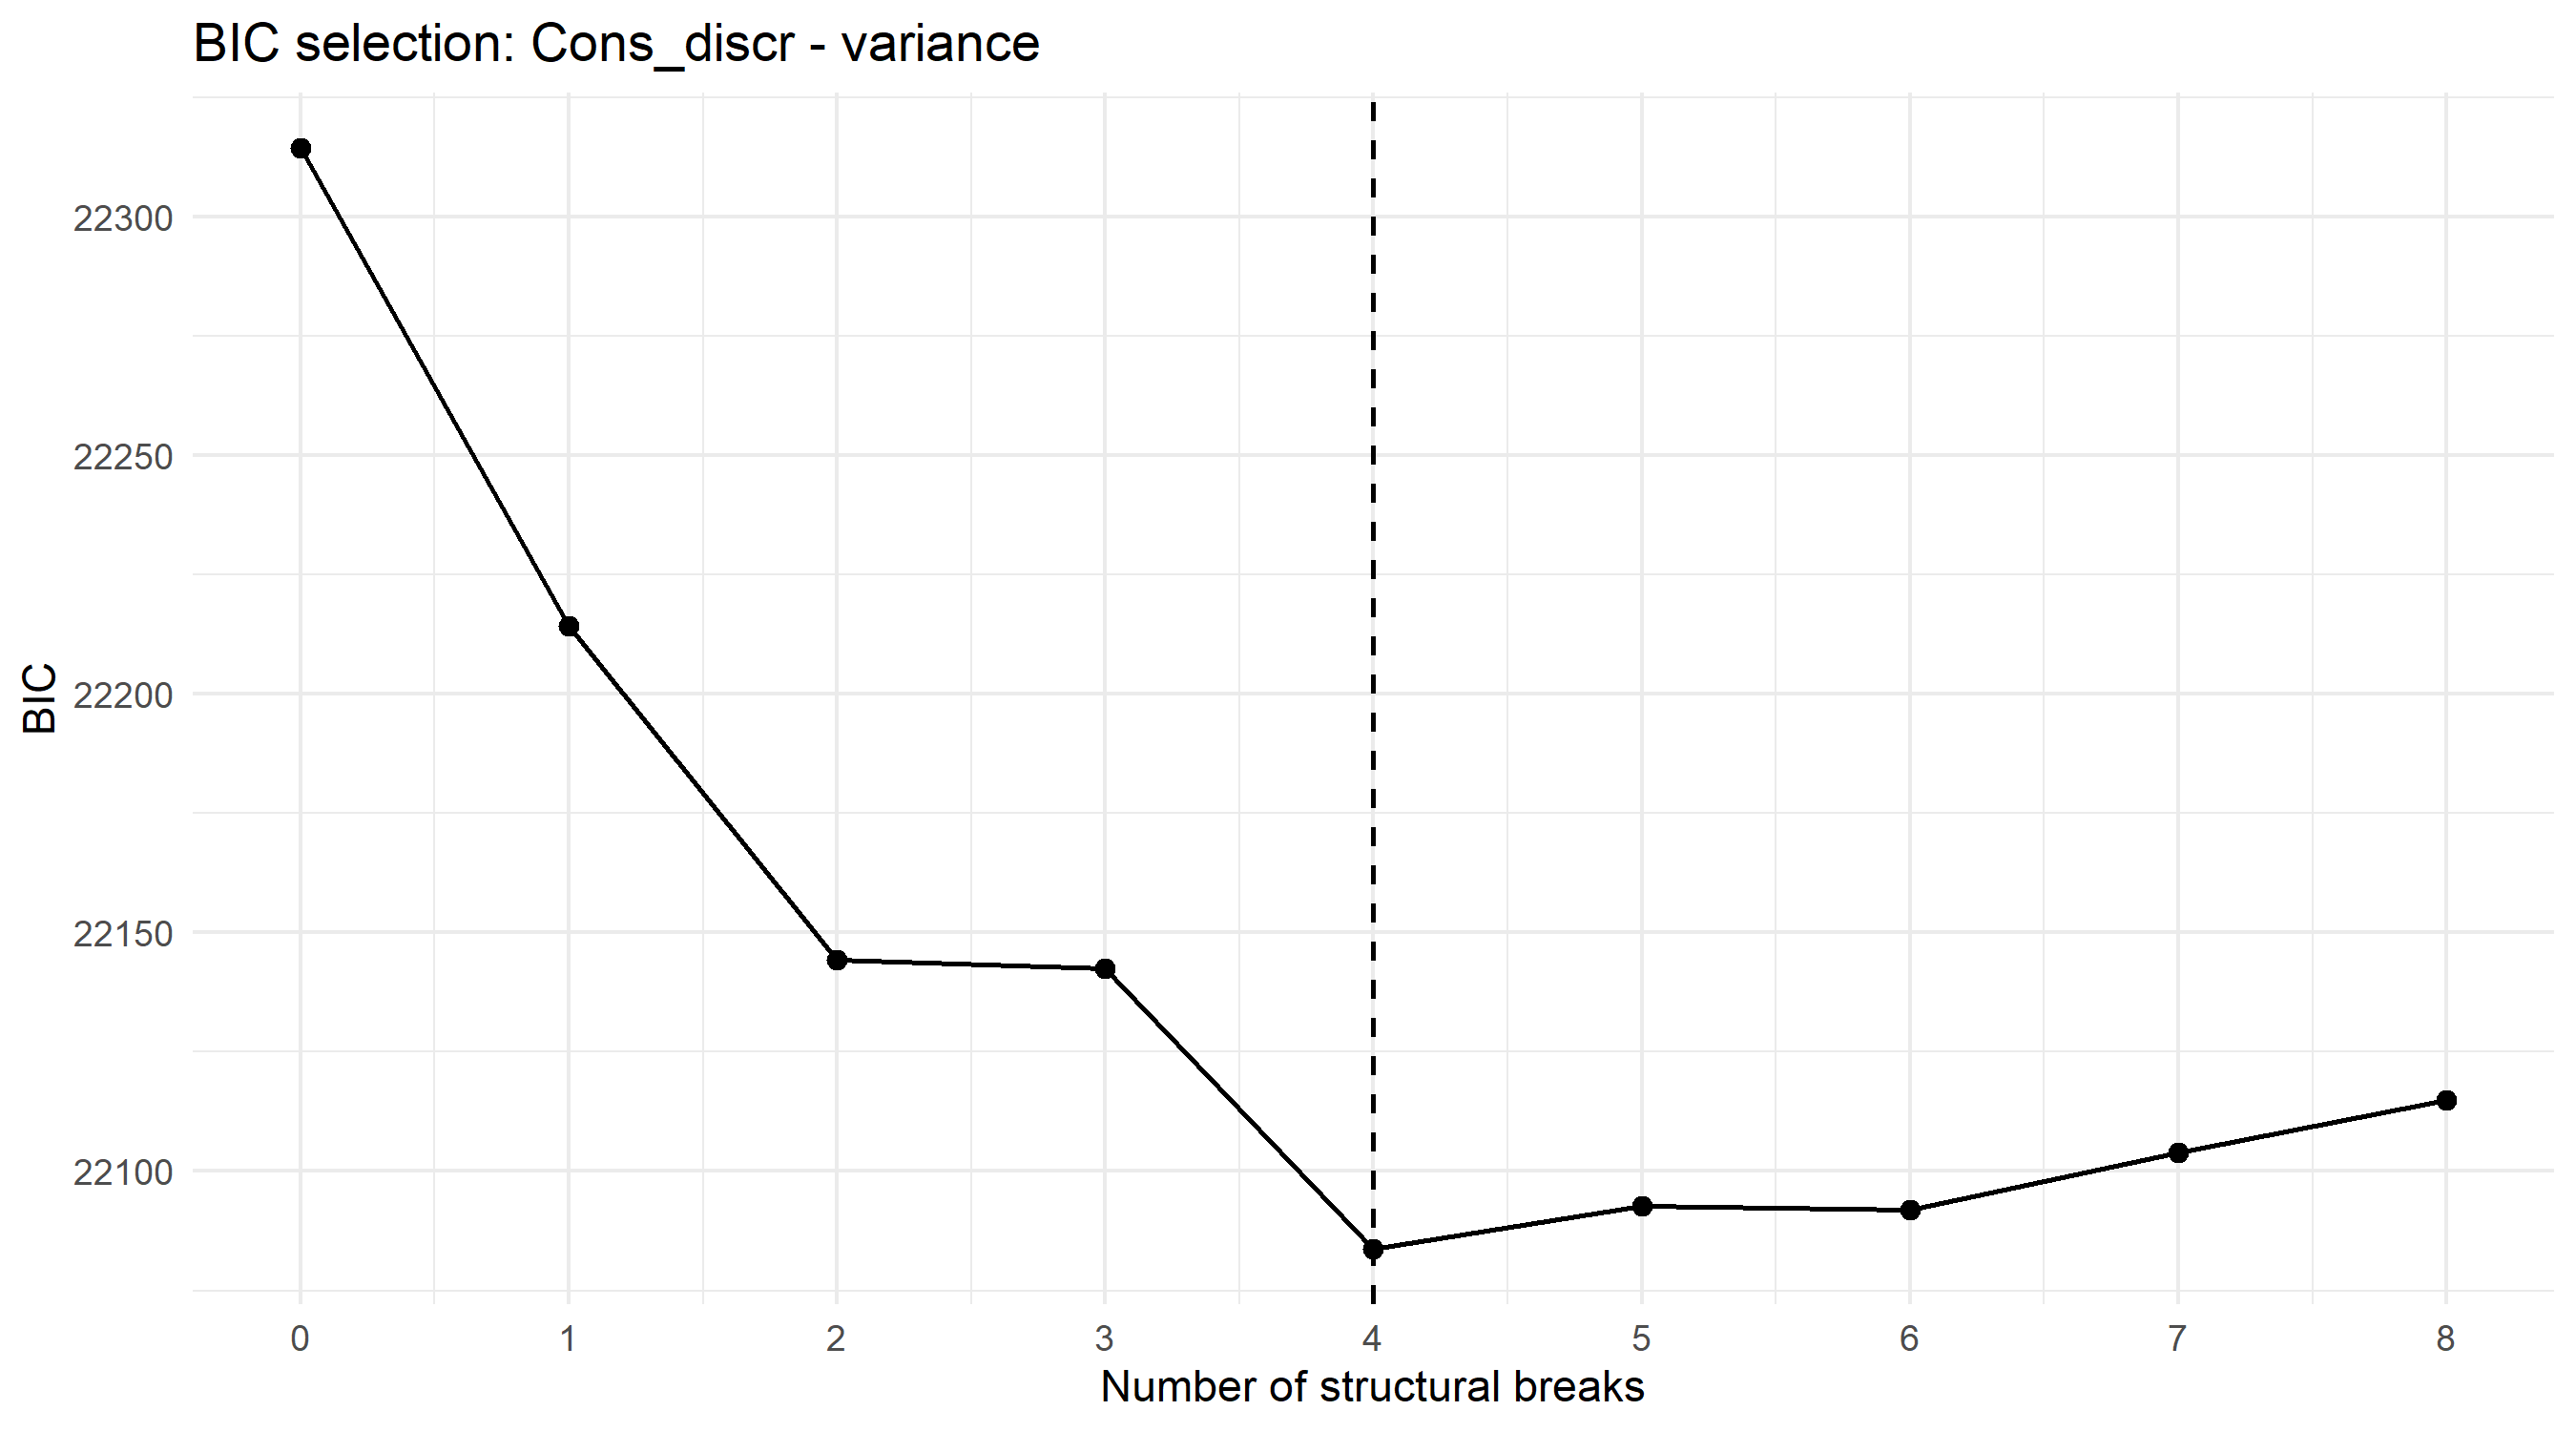 BIC selection: Cons_discr - variance
BIC
22300
22250
22200
22150
22100
0 1 2 3 4 5 6 7 8
Number of structural breaks